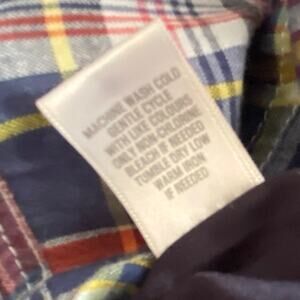 MACHINE WASH COLD
GENTLE CYCLE
WITH LIKE COLOURS
ONLY NON-CHLORINE
BLEACH IF NEEDED
TUMBLE DRY LOW
WARM IRON
IF NEEDED